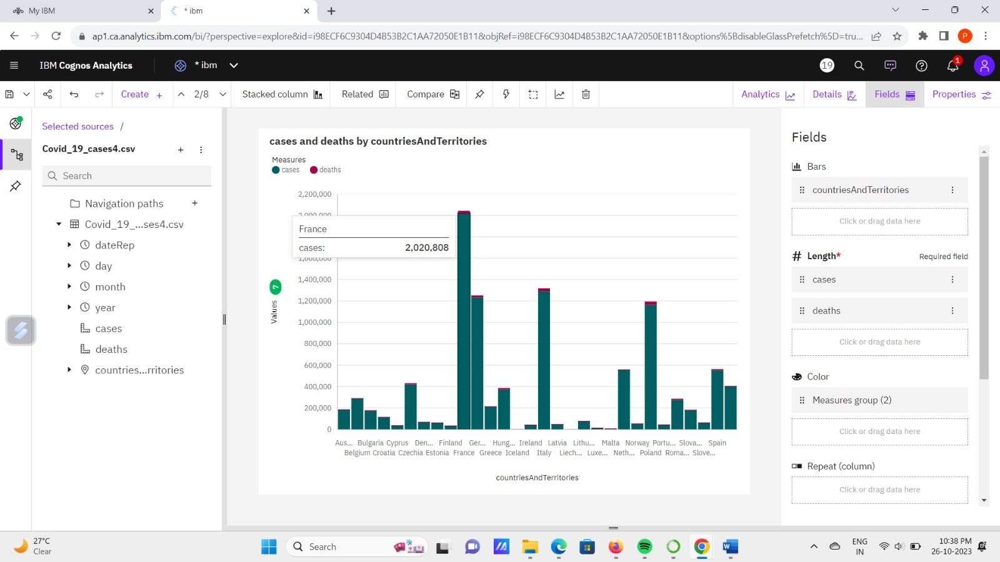 My IBM
* ibm
ap1.ca.analytics.ibm.com/bi/?perspective=explore&id=i98ECF6C9304D4B53B2C1AA72050E1B11&objRef=i98ECF6C9304D4B53B2C1AA72050E1B11&options%5BdisableGlassPrefetch%5D=tru...
P
IBM Cognos Analytics
* ibm
19
1
Create +
2/8
Stacked column
Related
Compare
Analytics
Details
Fields
Properties
Selected sources /
Covid_19_cases4.csv
Search
Navigation paths
Covid_19_...ses4.csv
dateRep
day
month
year
cases
deaths
countries...rritories
cases and deaths by countriesAndTerritories
Measures
cases deaths
Values
7
2,200,000
France
cases: 2,020,808
1,400,000
1,200,000
1,000,000
800,000
600,000
400,000
200,000
0
Aus... Bulgaria Cyprus Den... Finland Ger... Hung... Ireland Latvia Lithu... Malta Norway Portu... Slova... Spain
Belgium Croatia Czechia Estonia France Greece Iceland Italy Liech... Luxe... Neth... Poland Roma... Slove...
countriesAndTerritories
Fields
Bars
countriesAndTerritories
Click or drag data here
# Length* Required field
cases
deaths
Click or drag data here
Color
Measures group (2)
Click or drag data here
Repeat (column)
Click or drag data here
27°C
Clear
Search
ENG
IN
10:38 PM
26-10-2023